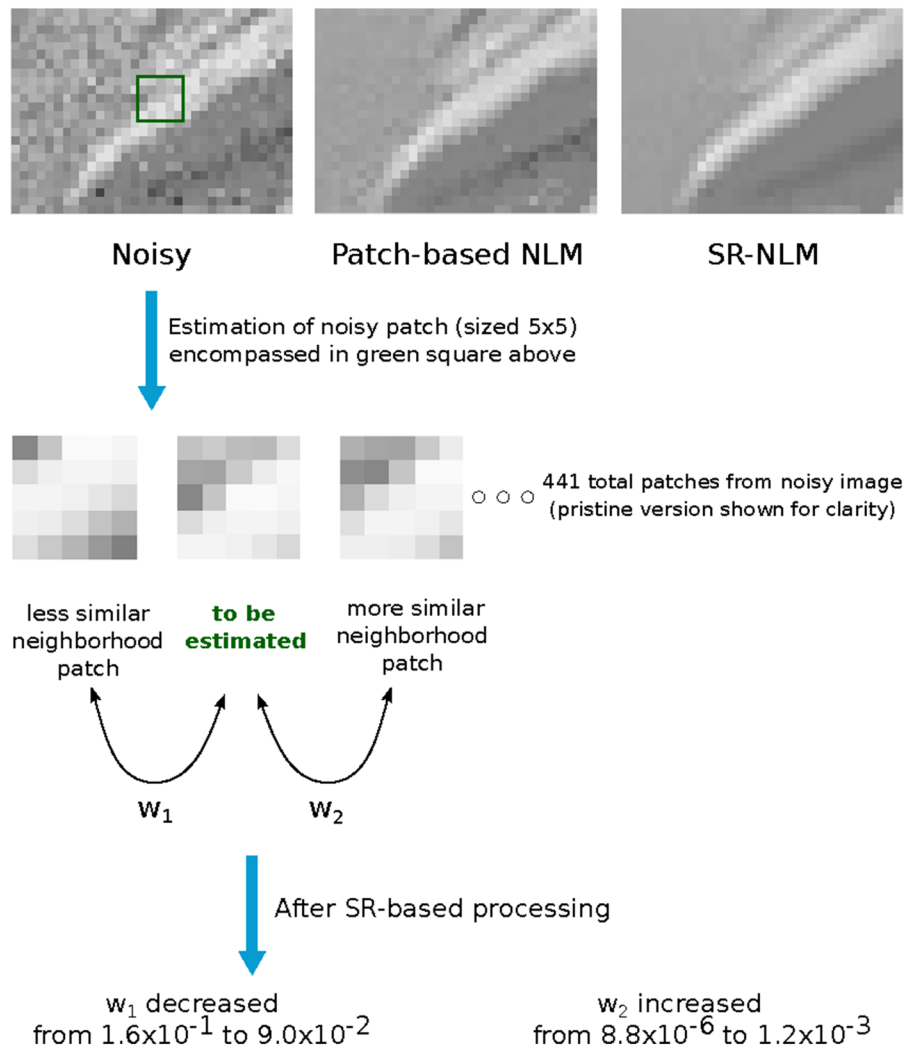 Noisy
Patch-based NLM
SR-NLM
Estimation of noisy patch (sized 5x5)
encompassed in green square above
441 total patches from noisy image
(pristine version shown for clarity)
less similar
neighborhood
patch
to be
estimated
more similar
neighborhood
patch
w₁
w₂
After SR-based processing
w₁ decreased
from 1.6x10⁻¹ to 9.0x10⁻²
w₂ increased
from 8.8x10⁻⁶ to 1.2x10⁻³